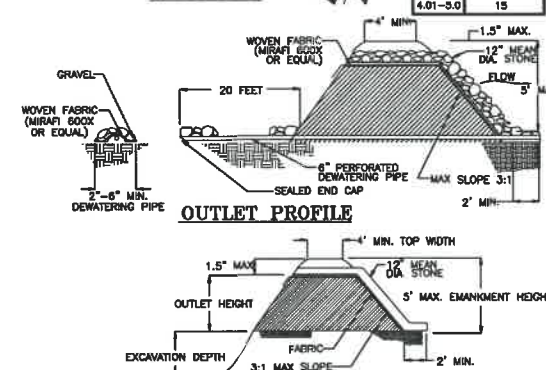 4.01-5.0 15
4' MIN.
1.5" MAX.
WOVEN FABRIC
(MIRAFI 600X
OR EQUAL)
12" MEAN
DIA. STONE
GRAVEL
FLOW
5'
20 FEET
WOVEN FABRIC
(MIRAFI 600X
OR EQUAL)
6" PERFORATED
DEWATERING PIPE
SEALED END CAP
MAX SLOPE 3:1
2"-6" MIN.
DEWATERING PIPE
2' MIN.
OUTLET PROFILE
4' MIN. TOP WIDTH
1.5" MAX
12" MEAN
DIA. STONE
OUTLET HEIGHT
5' MAX. EMANKMENT HEIGH
EXCAVATION DEPTH
FABRIC
3:1 MAX SLOPE
2' MIN.